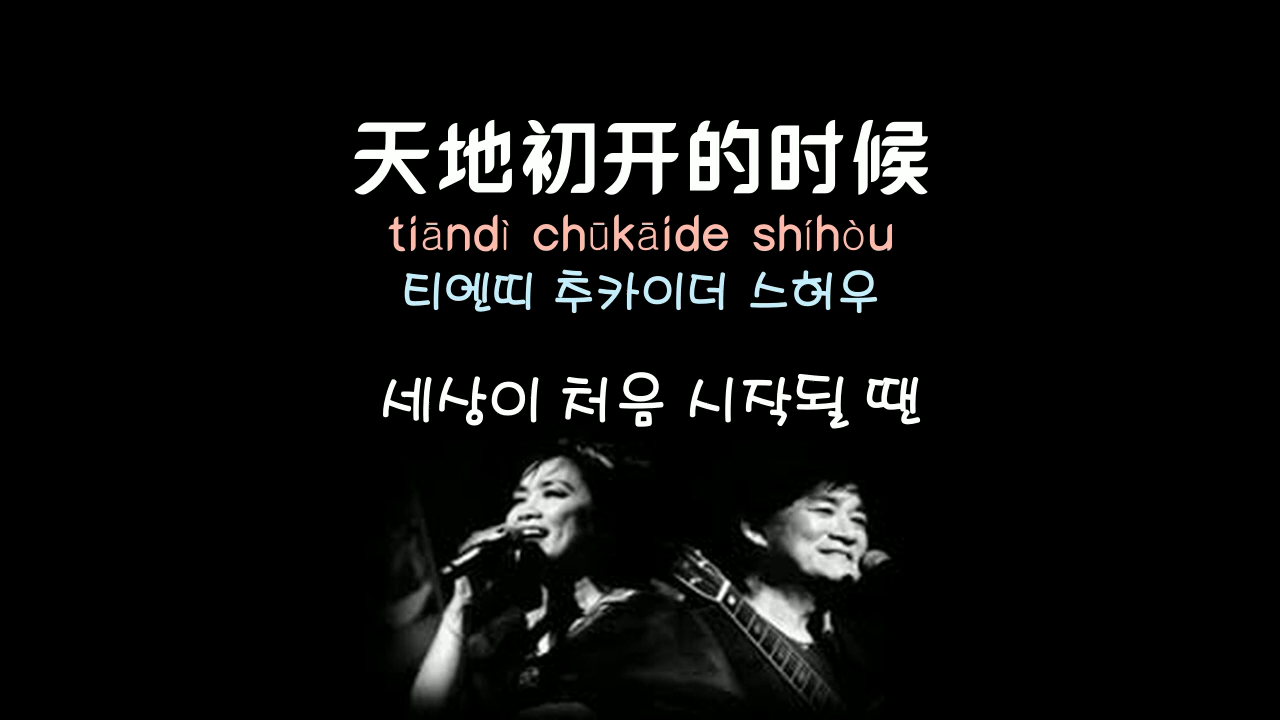 天地初开的时候
tiāndì chūkāide shíhòu
티엔띠 추카이더 스허우
세상이 처음 시작될 땐